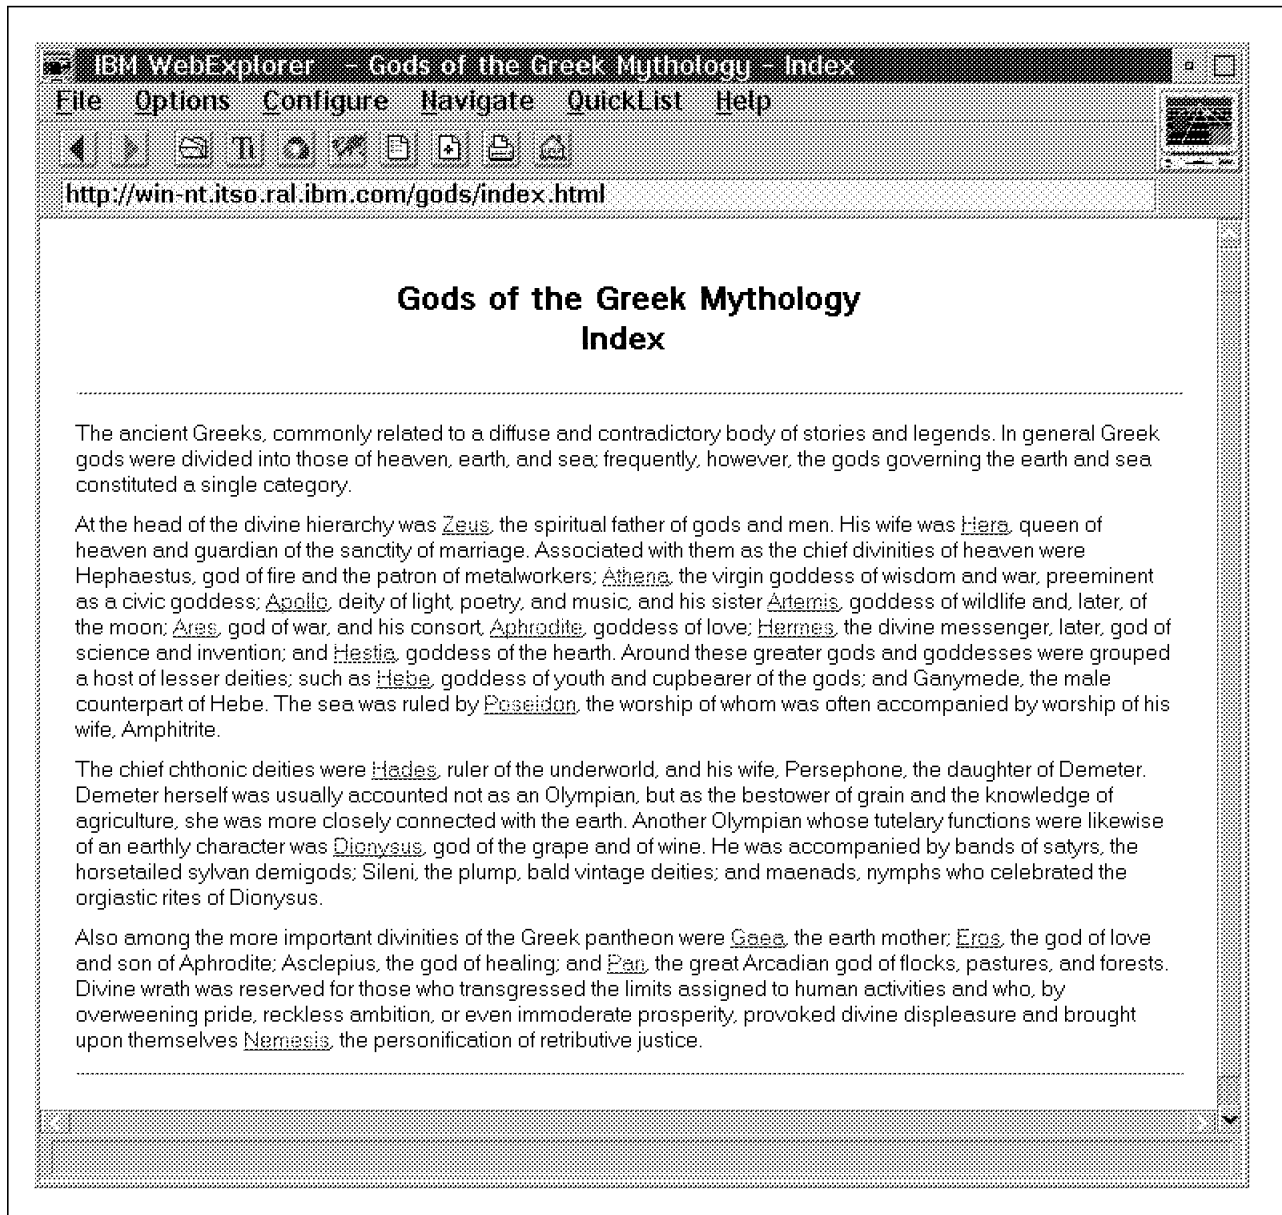 IBM WebExplorer - Gods of the Greek Mythology - Index
File Options Configure Navigate QuickList Help
http://win-nt.itso.ral.ibm.com/gods/index.html
Gods of the Greek Mythology
Index
The ancient Greeks, commonly related to a diffuse and contradictory body of stories and legends. In general Greek
gods were divided into those of heaven, earth, and sea; frequently, however, the gods governing the earth and sea
constituted a single category.
At the head of the divine hierarchy was Zeus, the spiritual father of gods and men. His wife was Hera, queen of
heaven and guardian of the sanctity of marriage. Associated with them as the chief divinities of heaven were
Hephaestus, god of fire and the patron of metalworkers; Athena, the virgin goddess of wisdom and war, preeminent
as a civic goddess; Apollo, deity of light, poetry, and music, and his sister Artemis, goddess of wildlife and, later, of
the moon; Ares, god of war, and his consort, Aphrodite, goddess of love; Hermes, the divine messenger, later, god of
science and invention; and Hestia, goddess of the hearth. Around these greater gods and goddesses were grouped
a host of lesser deities; such as Hebe, goddess of youth and cupbearer of the gods; and Ganymede, the male
counterpart of Hebe. The sea was ruled by Poseidon, the worship of whom was often accompanied by worship of his
wife, Amphitrite.
The chief chthonic deities were Hades, ruler of the underworld, and his wife, Persephone, the daughter of Demeter.
Demeter herself was usually accounted not as an Olympian, but as the bestower of grain and the knowledge of
agriculture, she was more closely connected with the earth. Another Olympian whose tutelary functions were likewise
of an earthly character was Dionysus, god of the grape and of wine. He was accompanied by bands of satyrs, the
horsetailed sylvan demigods; Sileni, the plump, bald vintage deities; and maenads, nymphs who celebrated the
orgiastic rites of Dionysus.
Also among the more important divinities of the Greek pantheon were Gaea, the earth mother; Eros, the god of love
and son of Aphrodite; Asclepius, the god of healing; and Pan, the great Arcadian god of flocks, pastures, and forests.
Divine wrath was reserved for those who transgressed the limits assigned to human activities and who, by
overweening pride, reckless ambition, or even immoderate prosperity, provoked divine displeasure and brought
upon themselves Nemesis, the personification of retributive justice.